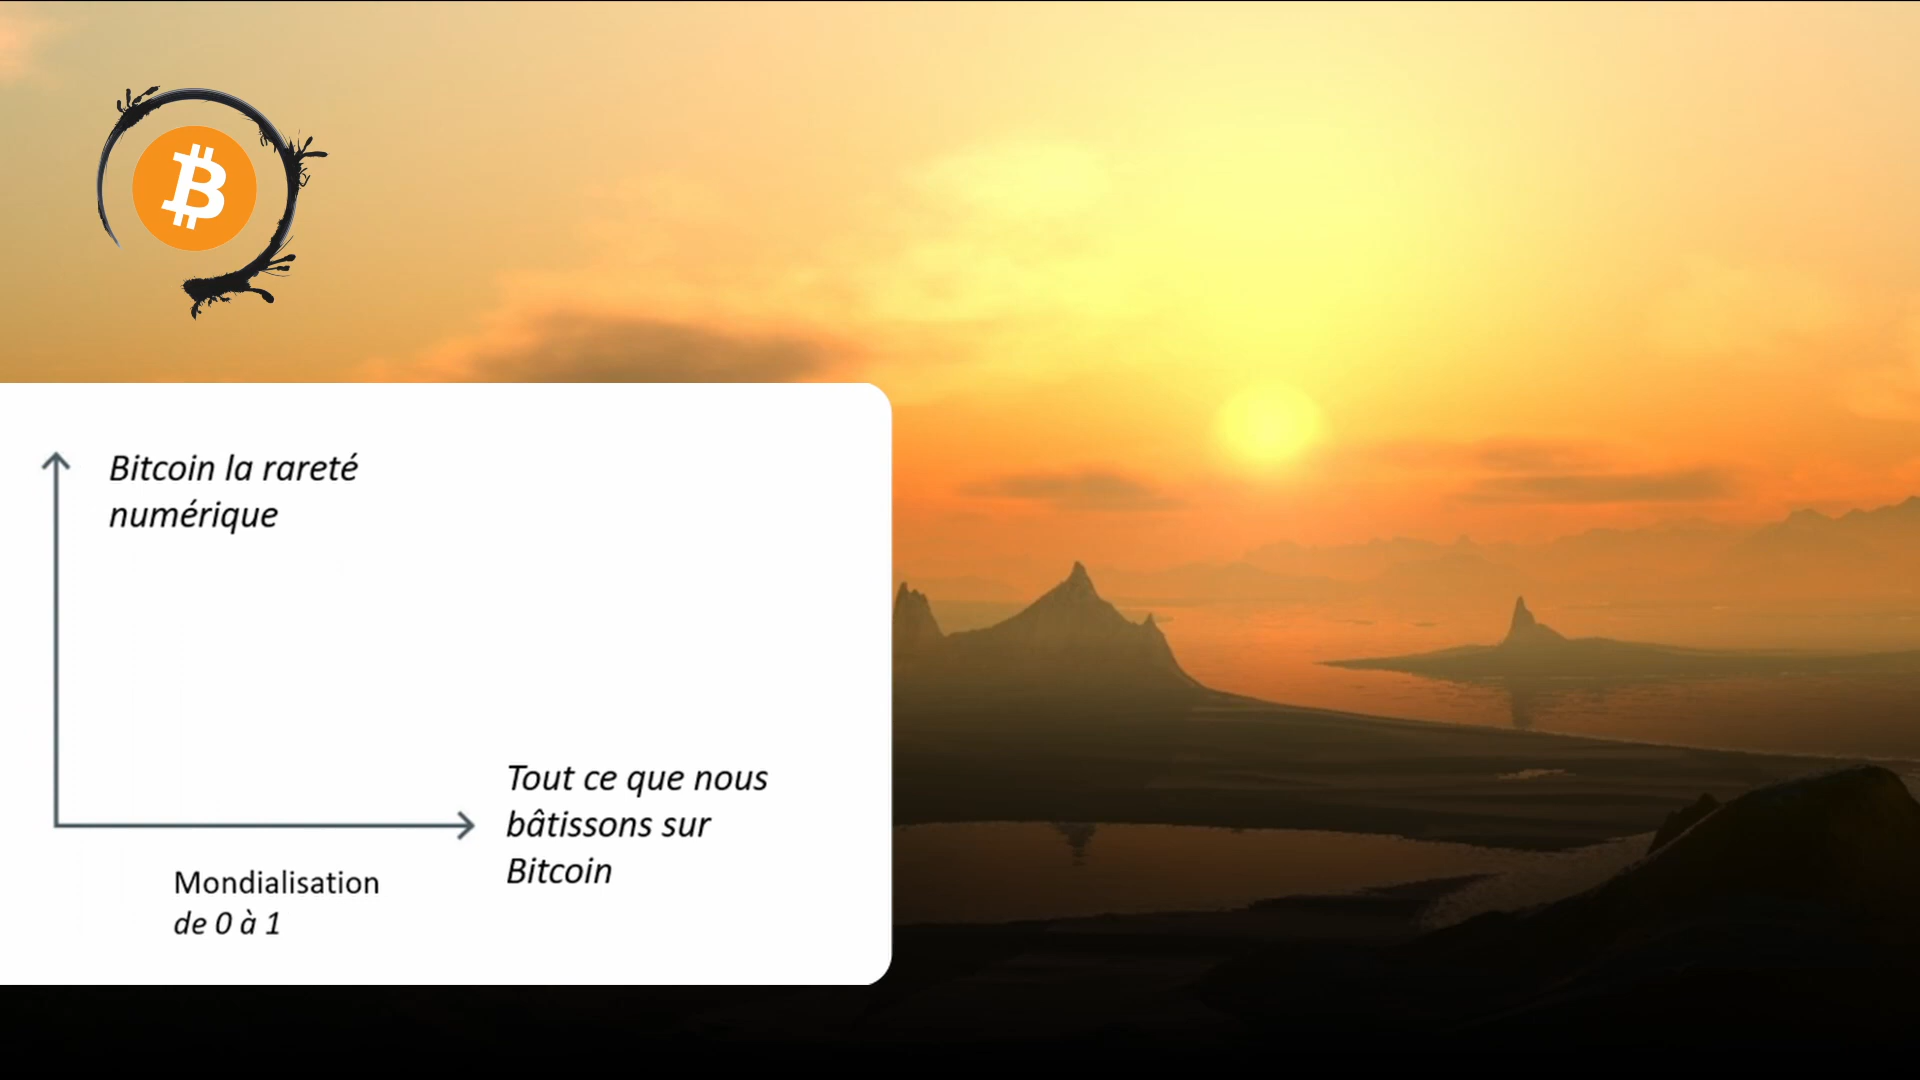 Bitcoin la rareté
numérique
Tout ce que nous
bâtissons sur
Bitcoin
Mondialisation
de 0 à 1